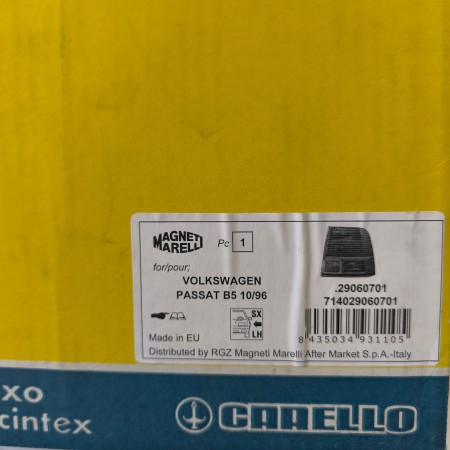 MAGNETI
MARELLI
Pc 1
for/pour;
VOLKSWAGEN
PASSAT B5 10/96
.29060701
714029060701
SX
LH
Made in EU
8 435034 931105
Distributed by RGZ Magneti Marelli After Market S.p.A.-Italy
xo
cintex
CARELLO